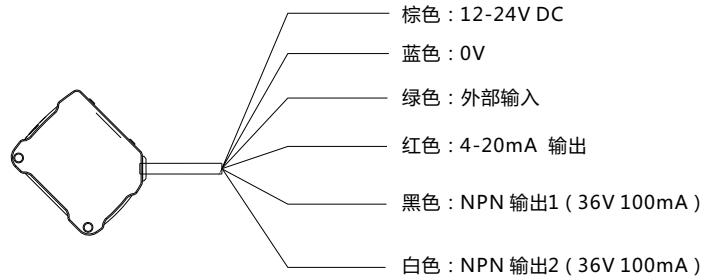 棕色：12-24V DC
蓝色：0V
绿色：外部输入
红色：4-20mA 输出
黑色：NPN 输出1（36V 100mA）
白色：NPN 输出2（36V 100mA）